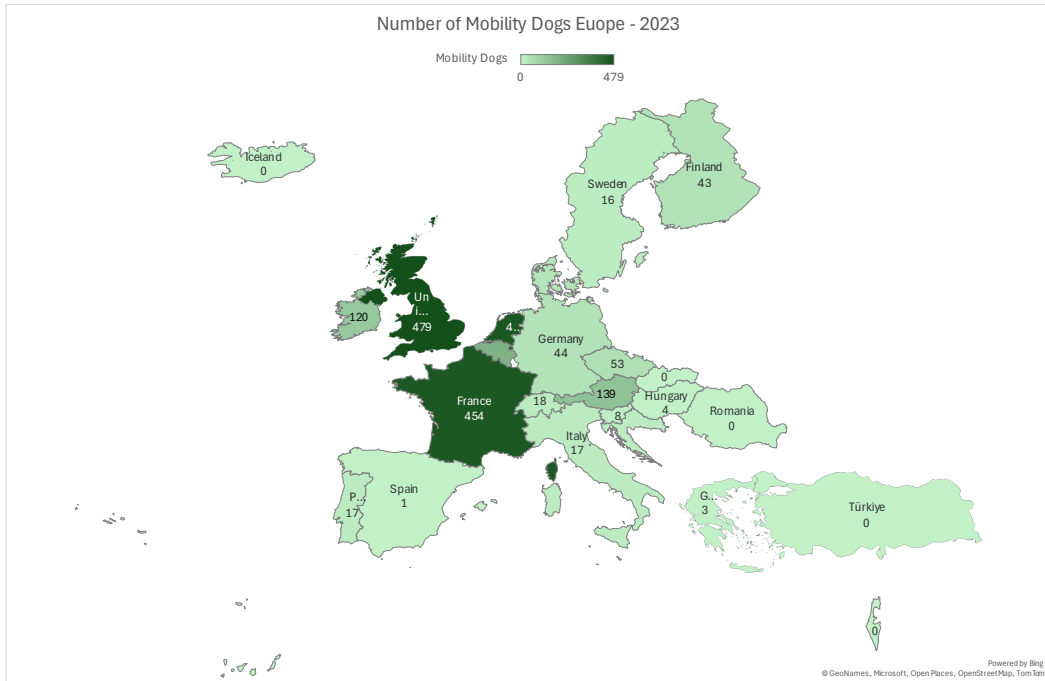 Number of Mobility Dogs Euope - 2023
Mobility Dogs
0
479
Iceland
0
Finland
43
Sweden
16
Un
i...
479
120
4...
Germany
44
53
0
139
Hungary
4
18
8
France
454
Romania
0
Italy
17
Spain
1
P...
17
G...
3
Türkiye
0
0
Powered by Bing
© GeoNames, Microsoft, Open Places, OpenStreetMap, TomTom